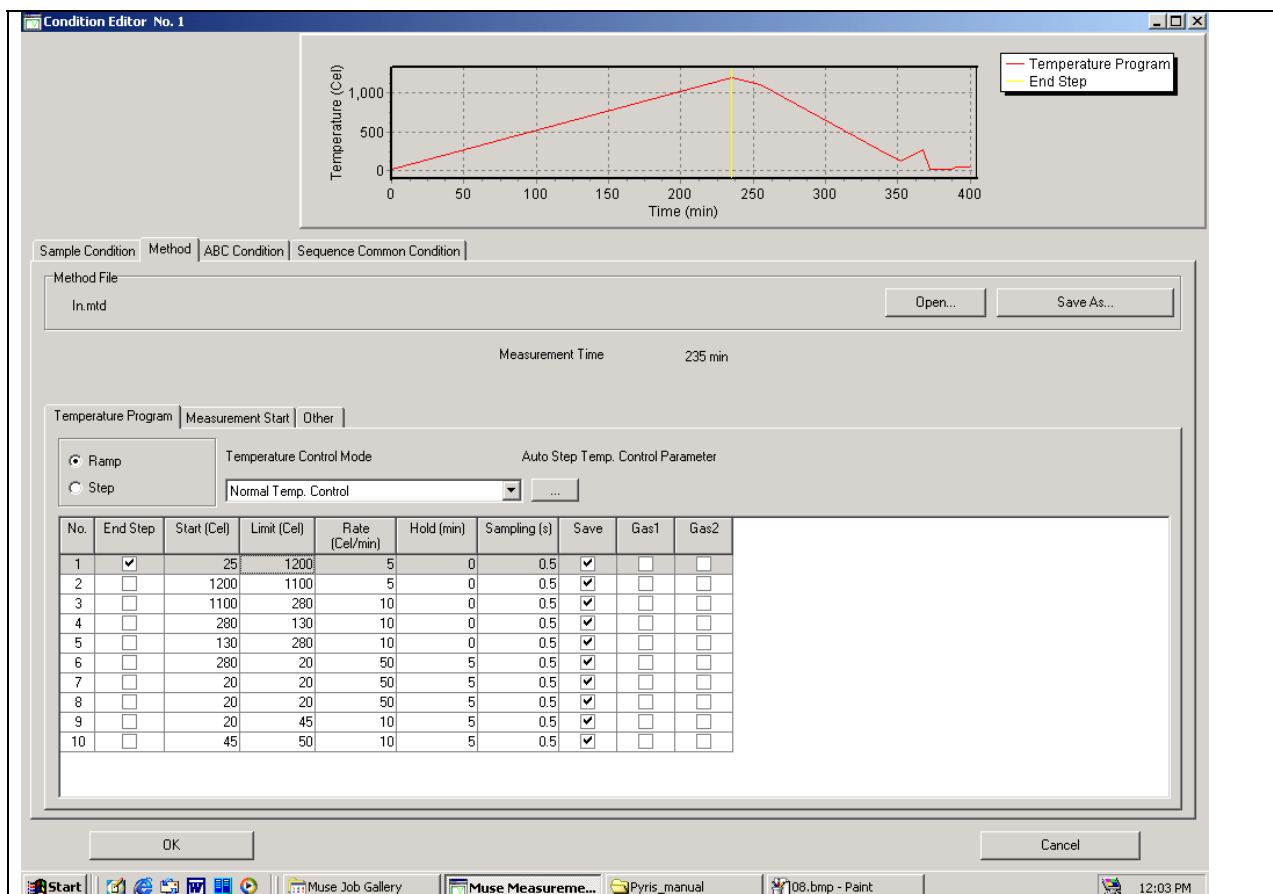 Condition Editor No. 1
Temperature (Cel)
1,000
500
0
0 50 100 150 200 250 300 350 400
Time (min)
Temperature Program
End Step
Sample Condition Method ABC Condition Sequence Common Condition
Method File
In.mtd
Open... Save As...
Measurement Time 235 min
Temperature Program Measurement Start Other
Ramp
Step
Temperature Control Mode Auto Step Temp. Control Parameter
Normal Temp. Control ...
No. End Step Start (Cel) Limit (Cel) Rate (Cel/min) Hold (min) Sampling (s) Save Gas1 Gas2
1 25 1200 5 0 0.5
2 1200 1100 5 0 0.5
3 1100 280 10 0 0.5
4 280 130 10 0 0.5
5 130 280 10 0 0.5
6 280 20 50 5 0.5
7 20 20 50 5 0.5
8 20 20 50 5 0.5
9 20 45 10 5 0.5
10 45 50 10 5 0.5
OK Cancel
Start Muse Job Gallery Muse Measureme... Pyris_manual 08.bmp - Paint 12:03 PM